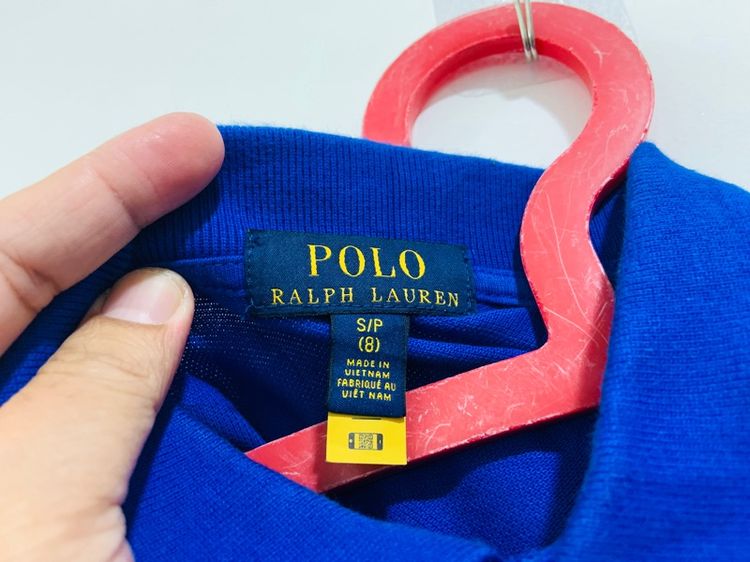 POLO
RALPH LAUREN
S/P
(8)
MADE IN
VIETNAM
FABRIQUÉ AU
VIÊT NAM